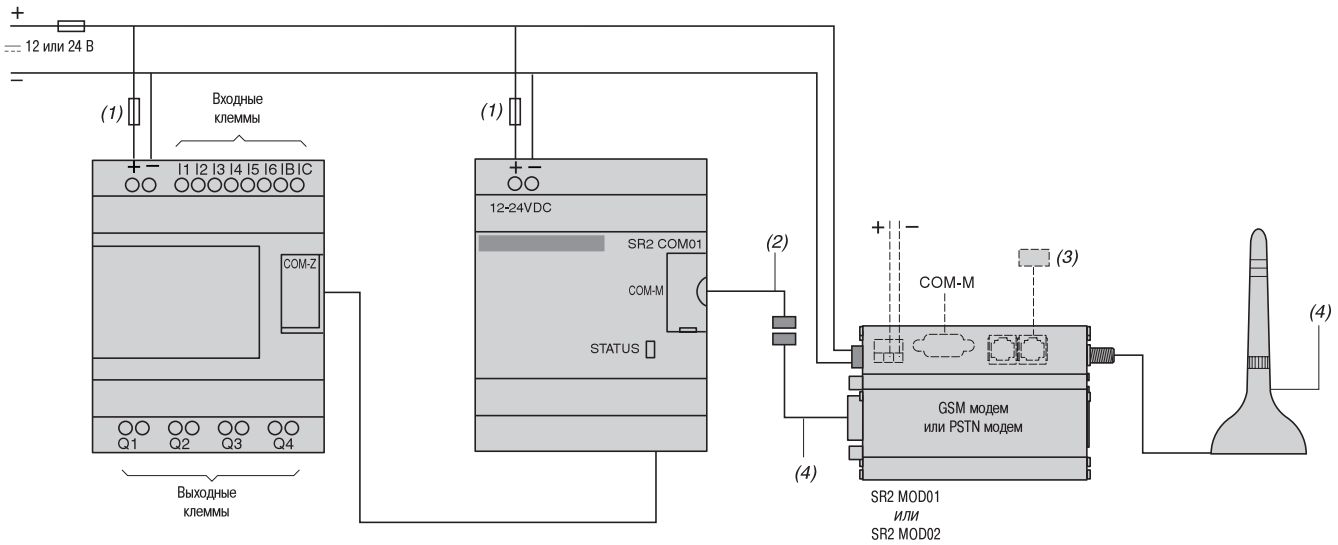 +
12 или 24 В
−
(1)
Входные
клеммы
(1)
+ −
I1 I2 I3 I4 I5 I6 IB IC
+ −
12-24VDC
SR2 COM01
COM-Z
COM-M
STATUS
(2)
+ −
COM-M
(3)
(4)
GSM модем
или PSTN модем
(4)
Q1 Q2 Q3 Q4
Выходные
клеммы
SR2 MOD01
или
SR2 MOD02